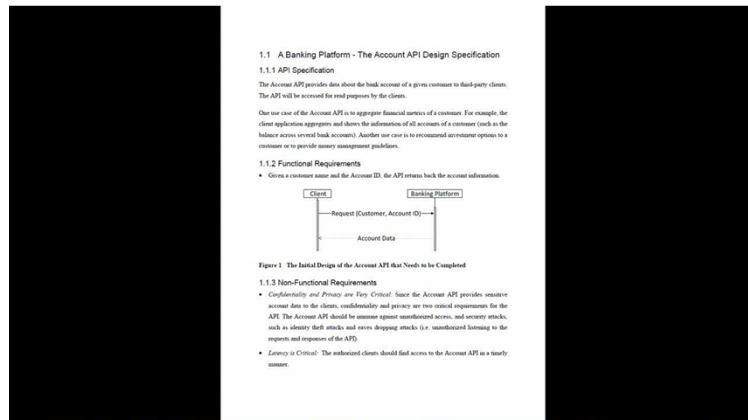 1.1 A Banking Platform - The Account API Design Specification
1.1.1 API Specification
The Account API provides data about the bank account of a given customer to third-party clients.
The API will be accessed for read purposes by the clients.
One use case of the Account API is to aggregate financial metrics of a customer. For example, the
client application aggregates and shows the information of all accounts of a customer (such as the
balance across several bank accounts). Another use case is to recommend investment options to a
customer or to provide money management guidelines.
1.1.2 Functional Requirements
• Given a customer name and the Account ID, the API returns back the account information.
Client
Banking Platform
Request (Customer, Account ID)
Account Data
Figure 1 The Initial Design of the Account API that Needs to be Completed
1.1.3 Non-Functional Requirements
• Confidentiality and Privacy are Very Critical: Since the Account API provides sensitive
account data to the clients, confidentiality and privacy are two critical requirements for the
API. The Account API should be immune against unauthorized access, and security attacks,
such as identity theft attacks and eaves dropping attacks (i.e. unauthorized listening to the
requests and responses of the API).
• Latency is Critical: The authorized clients should find access to the Account API in a timely
manner.